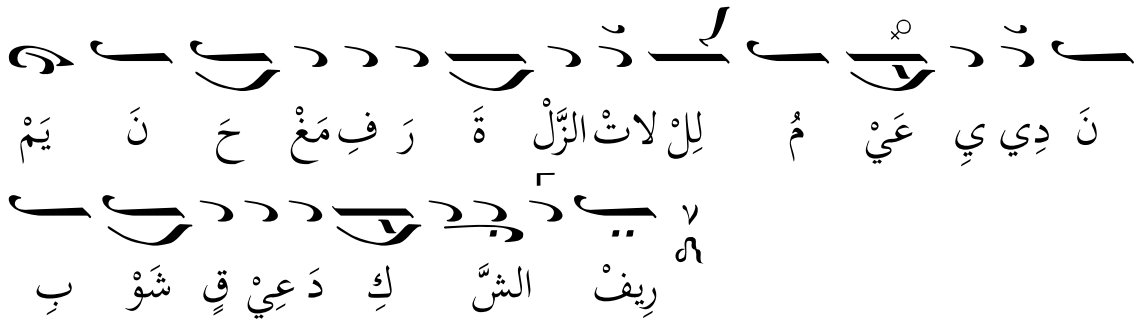 يَمْ نَ حَ مَغْ فِ رَ ةَ الزَّلْ لاتْ لِلْ مُ عَيْ يِ دِي نَ
بِ شَوْ قٍ عِيْ دَ كِ الشَّ رِيفْ